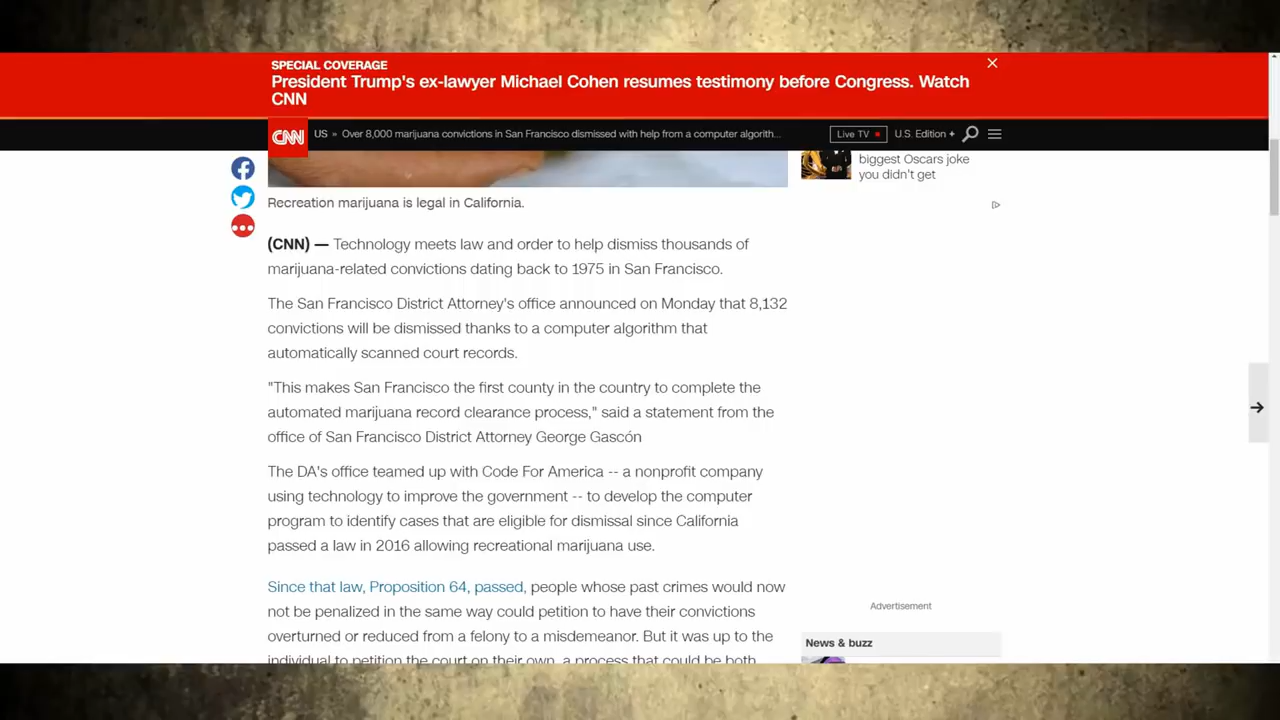 SPECIAL COVERAGE
President Trump's ex-lawyer Michael Cohen resumes testimony before Congress. Watch
CNN
CNN
US » Over 8,000 marijuana convictions in San Francisco dismissed with help from a computer algorith...
Live TV
U.S. Edition +
biggest Oscars joke
you didn't get
Recreation marijuana is legal in California.
(CNN) — Technology meets law and order to help dismiss thousands of
marijuana-related convictions dating back to 1975 in San Francisco.
The San Francisco District Attorney's office announced on Monday that 8,132
convictions will be dismissed thanks to a computer algorithm that
automatically scanned court records.
"This makes San Francisco the first county in the country to complete the
automated marijuana record clearance process," said a statement from the
office of San Francisco District Attorney George Gascón
The DA's office teamed up with Code For America -- a nonprofit company
using technology to improve the government -- to develop the computer
program to identify cases that are eligible for dismissal since California
passed a law in 2016 allowing recreational marijuana use.
Since that law, Proposition 64, passed, people whose past crimes would now
not be penalized in the same way could petition to have their convictions
overturned or reduced from a felony to a misdemeanor. But it was up to the
individual to petition the court on their own, a process that could be both
Advertisement
News & buzz